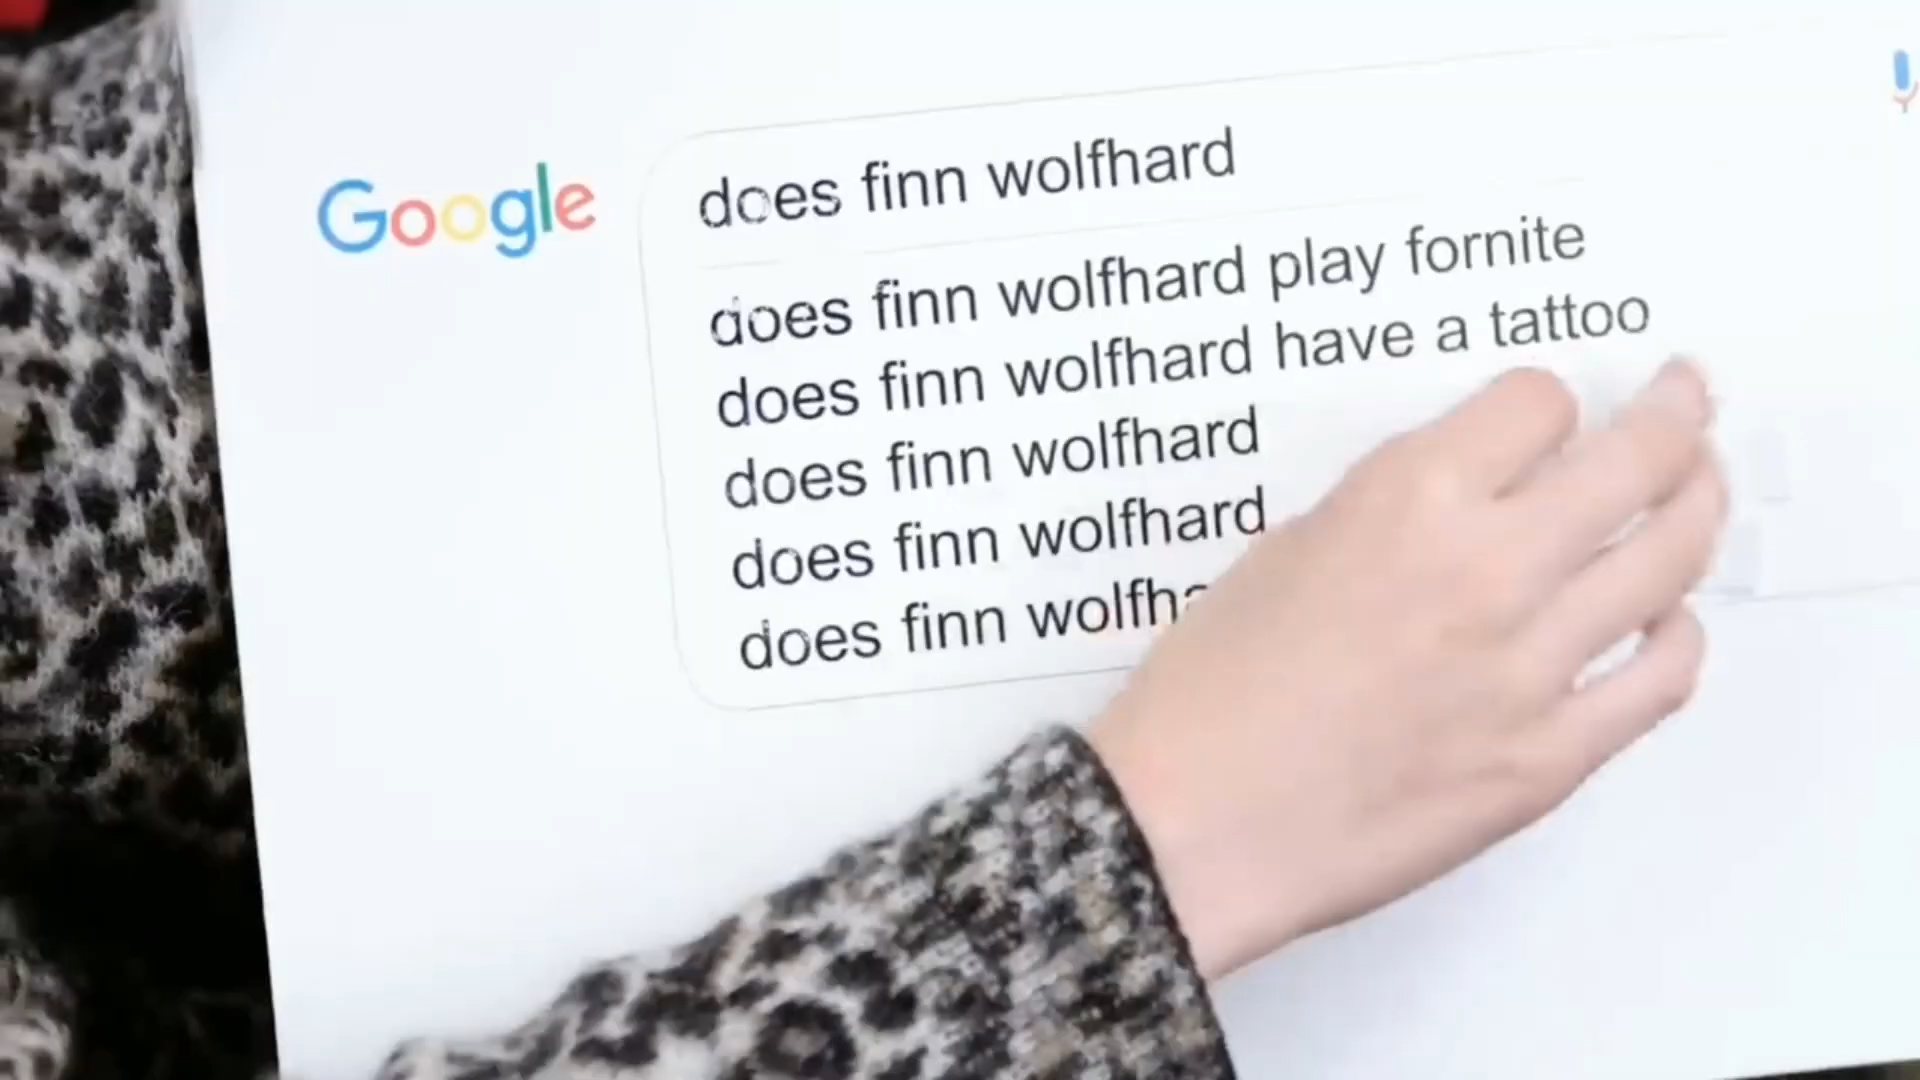 Google
does finn wolfhard
does finn wolfhard play fornite
does finn wolfhard have a tattoo
does finn wolfhard
does finn wolfhard
does finn